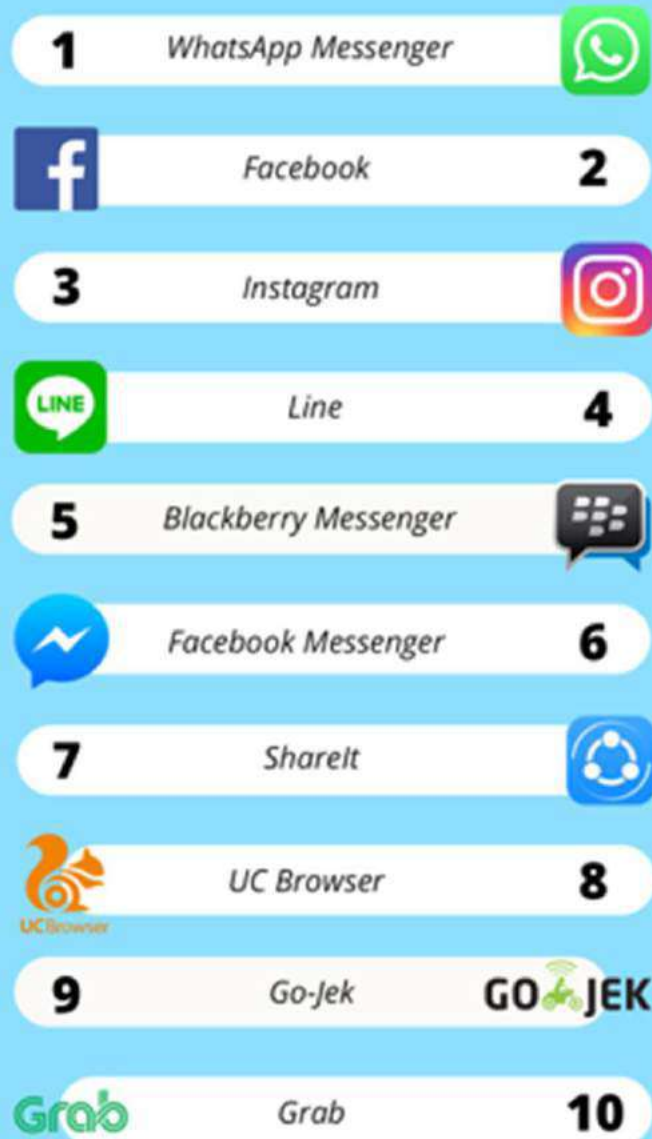 1 WhatsApp Messenger
f Facebook 2
3 Instagram
LINE Line 4
5 Blackberry Messenger
Facebook Messenger 6
7 ShareIt
UC Browser 8
UCBrowser
9 Go-Jek GO JEK
Grab Grab 10